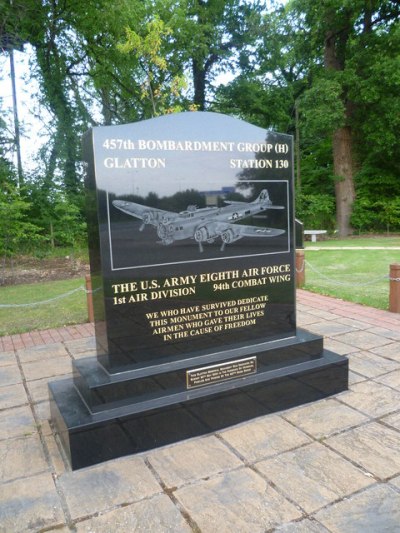 457th BOMBARDMENT GROUP (H)
GLATTON STATION 130
THE U.S. ARMY EIGHTH AIR FORCE
1st AIR DIVISION 94th COMBAT WING
WE WHO HAVE SURVIVED DEDICATE
THIS MONUMENT TO OUR FELLOW
AIRMEN WHO GAVE THEIR LIVES
IN THE CAUSE OF FREEDOM